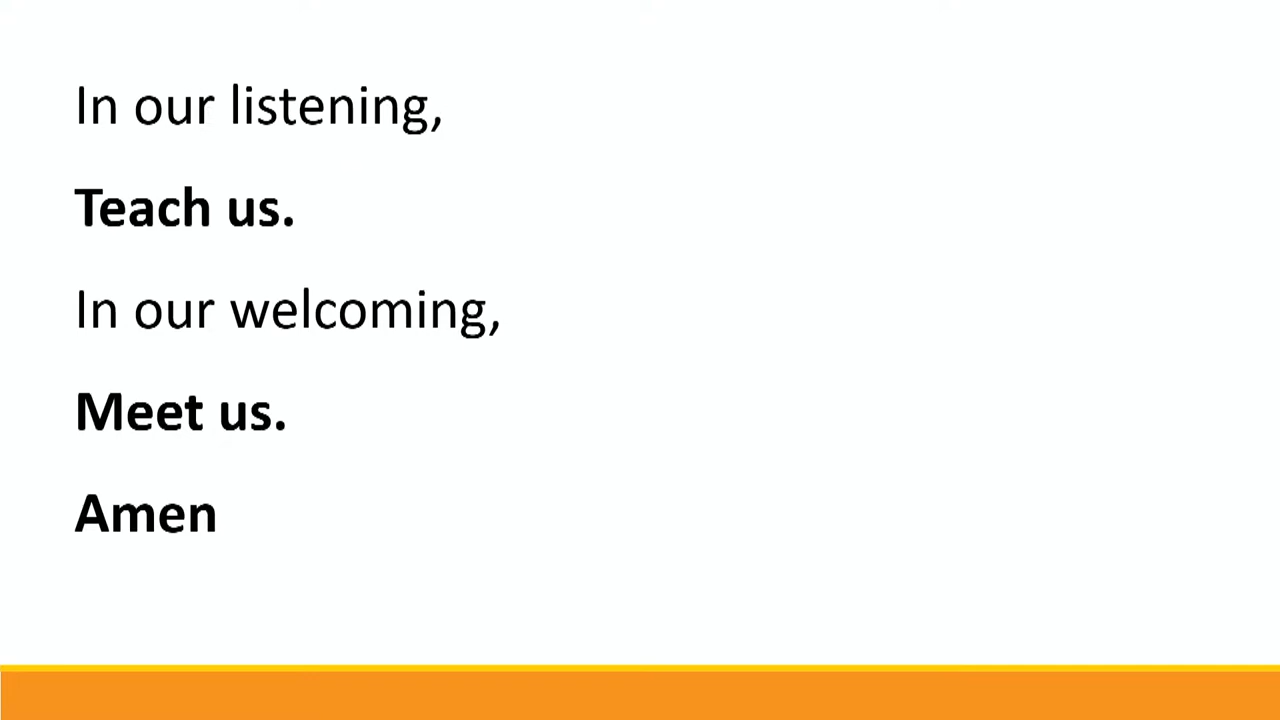 In our listening,
Teach us.
In our welcoming,
Meet us.
Amen